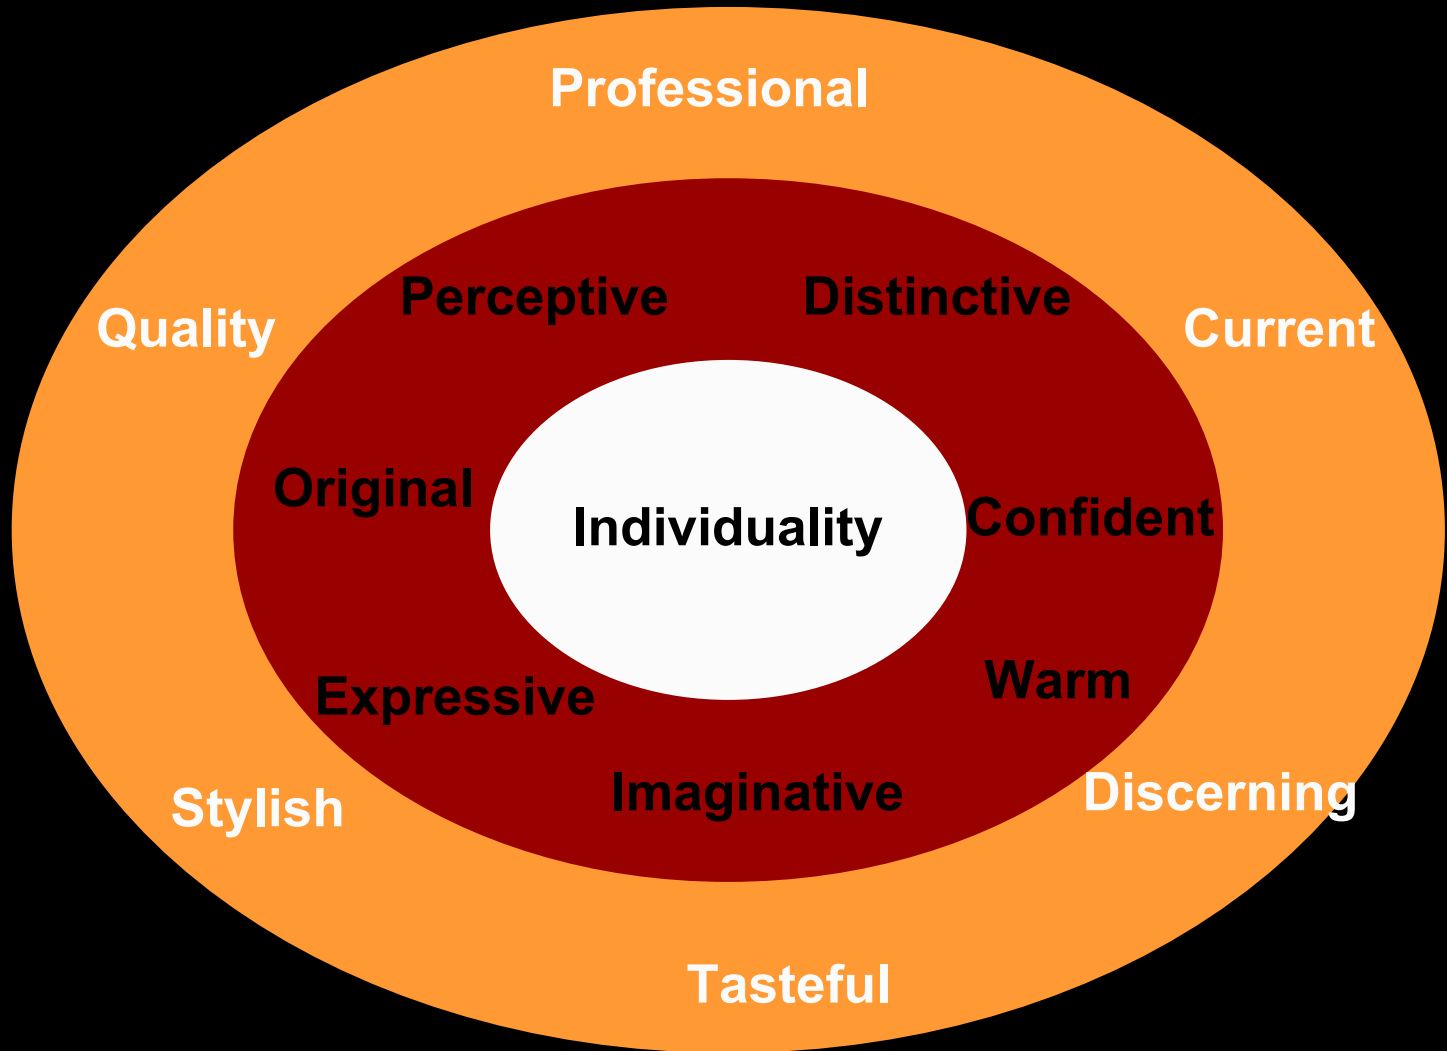 Professional
Perceptive
Distinctive
Quality
Current
Original
Individuality
Confident
Expressive
Warm
Stylish
Imaginative
Discerning
Tasteful